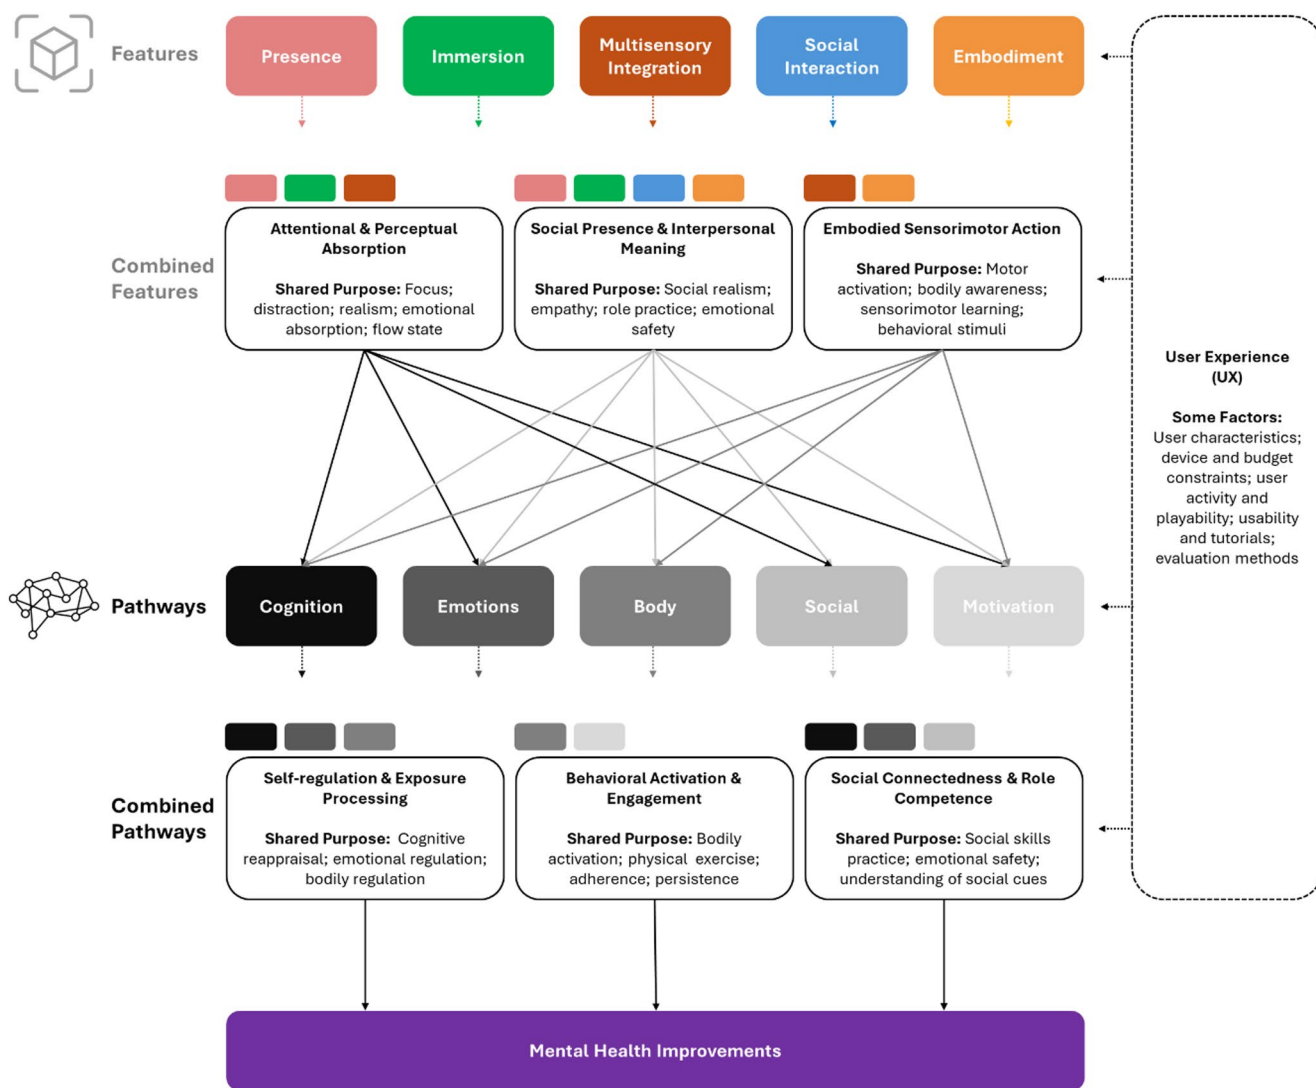 Features
Presence
Immersion
Multisensory
Integration
Social
Interaction
Embodiment
Combined
Features
Attentional & Perceptual
Absorption
Shared Purpose: Focus;
distraction; realism; emotional
absorption; flow state
Social Presence & Interpersonal
Meaning
Shared Purpose: Social realism;
empathy; role practice; emotional
safety
Embodied Sensorimotor Action
Shared Purpose: Motor
activation; bodily awareness;
sensorimotor learning;
behavioral stimuli
User Experience
(UX)
Some Factors:
User characteristics;
device and budget
constraints; user
activity and
playability; usability
and tutorials;
evaluation methods
Pathways
Cognition
Emotions
Body
Social
Motivation
Combined
Pathways
Self-regulation & Exposure
Processing
Shared Purpose: Cognitive
reappraisal; emotional regulation;
bodily regulation
Behavioral Activation &
Engagement
Shared Purpose: Bodily
activation; physical exercise;
adherence; persistence
Social Connectedness & Role
Competence
Shared Purpose: Social skills
practice; emotional safety;
understanding of social cues
Mental Health Improvements